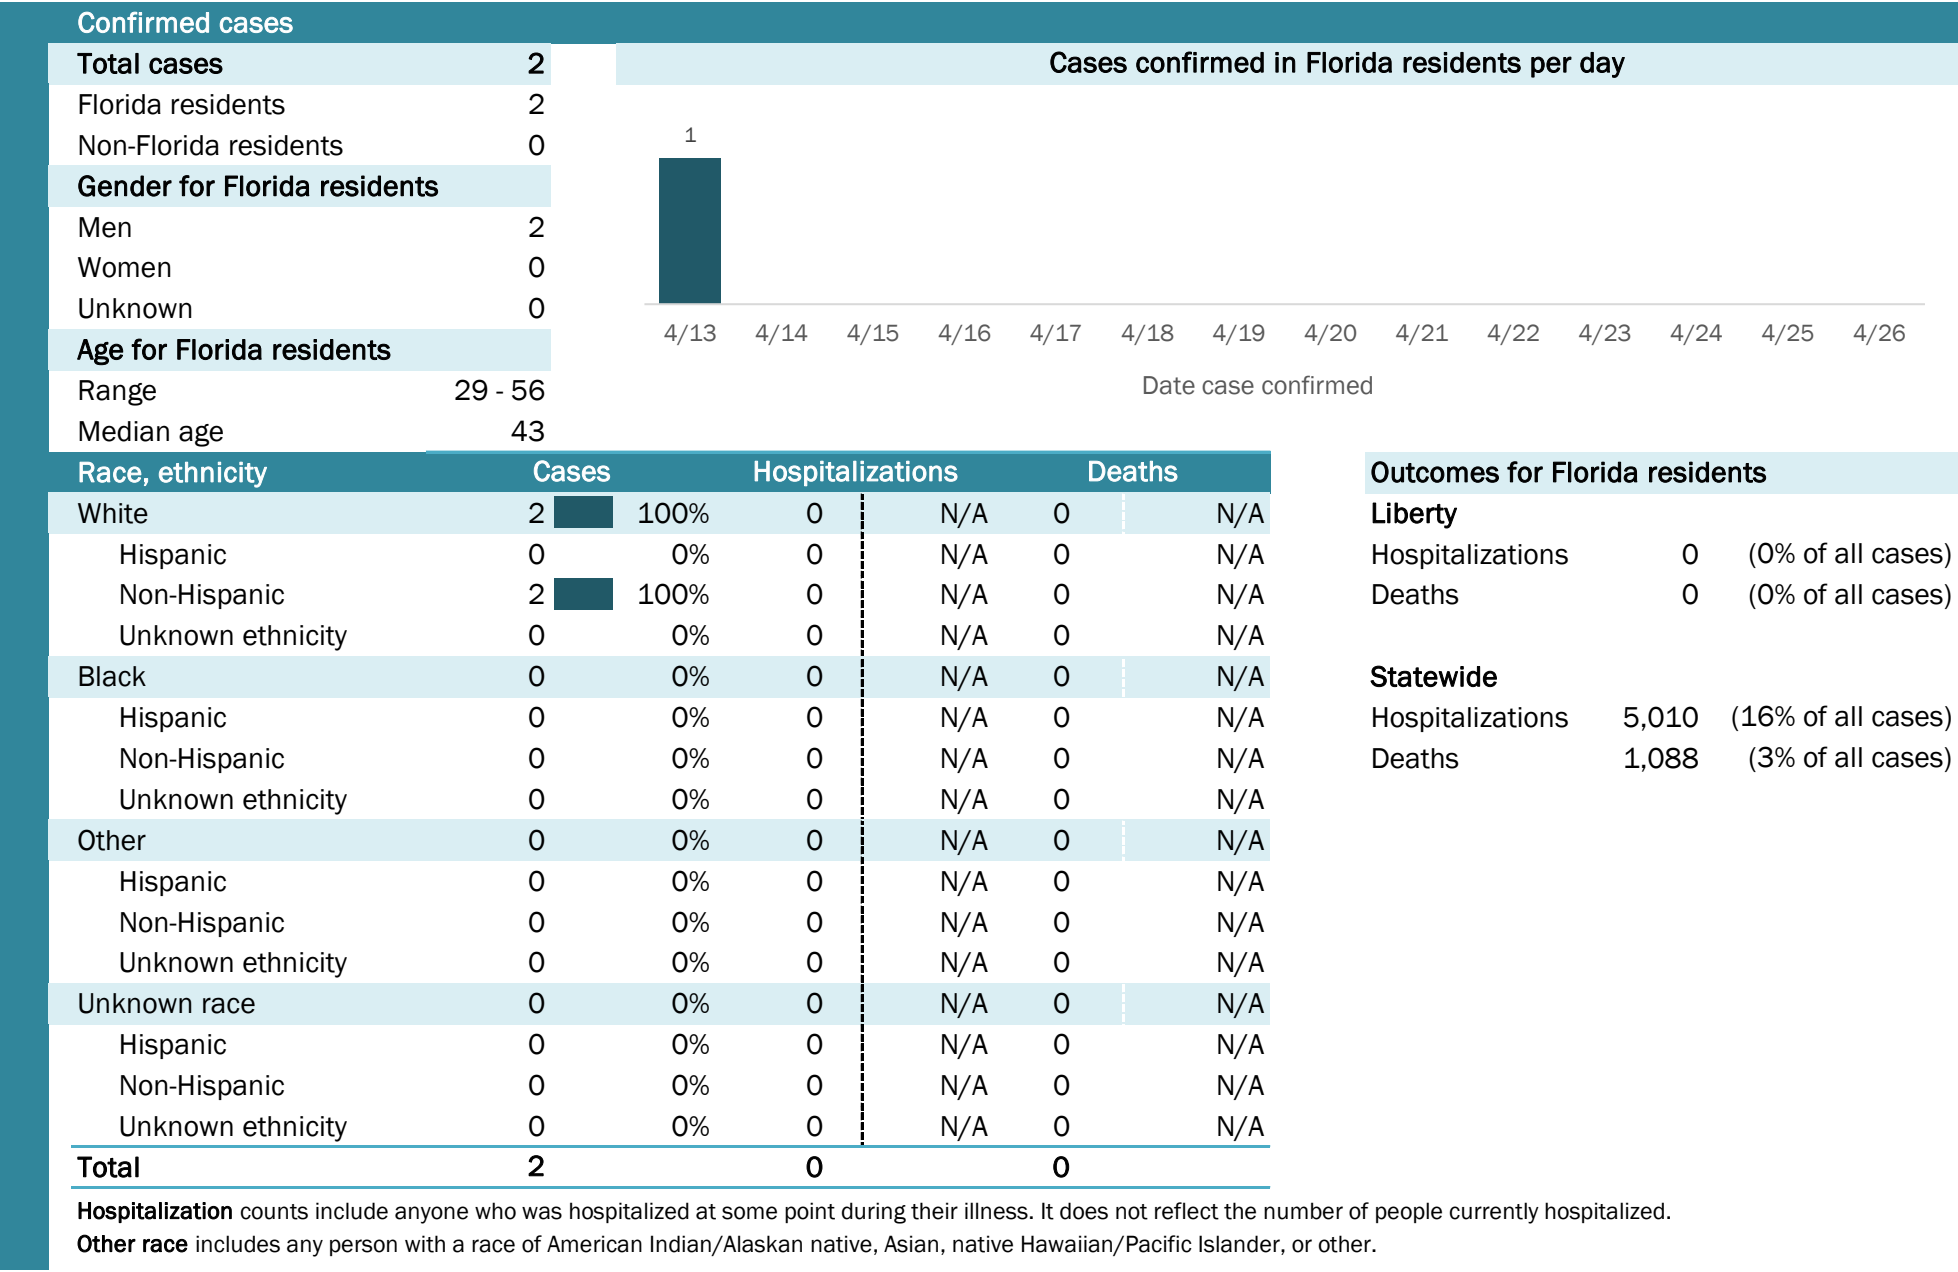 Confirmed cases
Total cases 2
Florida residents 2
Non-Florida residents 0
Gender for Florida residents
Men 2
Women 0
Unknown 0
Age for Florida residents
Range 29 - 56
Median age 43
Cases confirmed in Florida residents per day
1
4/13 4/14 4/15 4/16 4/17 4/18 4/19 4/20 4/21 4/22 4/23 4/24 4/25 4/26
Date case confirmed
Race, ethnicity Cases Hospitalizations Deaths
White 2 100% 0 N/A 0 N/A
Hispanic 0 0% 0 N/A 0 N/A
Non-Hispanic 2 100% 0 N/A 0 N/A
Unknown ethnicity 0 0% 0 N/A 0 N/A
Black 0 0% 0 N/A 0 N/A
Hispanic 0 0% 0 N/A 0 N/A
Non-Hispanic 0 0% 0 N/A 0 N/A
Unknown ethnicity 0 0% 0 N/A 0 N/A
Other 0 0% 0 N/A 0 N/A
Hispanic 0 0% 0 N/A 0 N/A
Non-Hispanic 0 0% 0 N/A 0 N/A
Unknown ethnicity 0 0% 0 N/A 0 N/A
Unknown race 0 0% 0 N/A 0 N/A
Hispanic 0 0% 0 N/A 0 N/A
Non-Hispanic 0 0% 0 N/A 0 N/A
Unknown ethnicity 0 0% 0 N/A 0 N/A
Total 2 0 0
Outcomes for Florida residents
Liberty
Hospitalizations 0 (0% of all cases)
Deaths 0 (0% of all cases)
Statewide
Hospitalizations 5,010 (16% of all cases)
Deaths 1,088 (3% of all cases)
Hospitalization counts include anyone who was hospitalized at some point during their illness. It does not reflect the number of people currently hospitalized.
Other race includes any person with a race of American Indian/Alaskan native, Asian, native Hawaiian/Pacific Islander, or other.